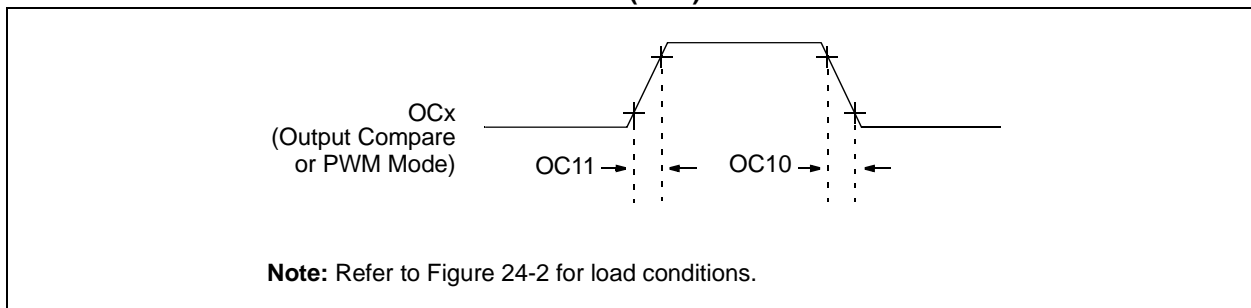 OCx
(Output Compare
or PWM Mode)
OC11
OC10
Note: Refer to Figure 24-2 for load conditions.